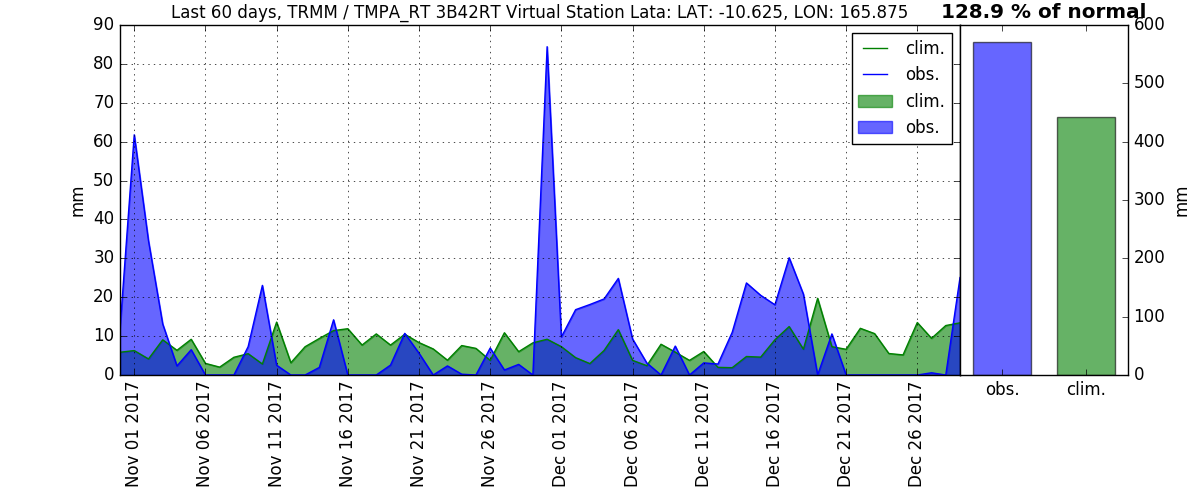 Last 60 days, TRMM / TMPA_RT 3B42RT Virtual Station Lata: LAT: -10.625, LON: 165.875
128.9 % of normal
90
80
70
60
50
40
30
20
10
0
mm
clim.
obs.
clim.
obs.
Nov 01 2017
Nov 06 2017
Nov 11 2017
Nov 16 2017
Nov 21 2017
Nov 26 2017
Dec 01 2017
Dec 06 2017
Dec 11 2017
Dec 16 2017
Dec 21 2017
Dec 26 2017
600
500
400
300
200
100
0
mm
obs.
clim.